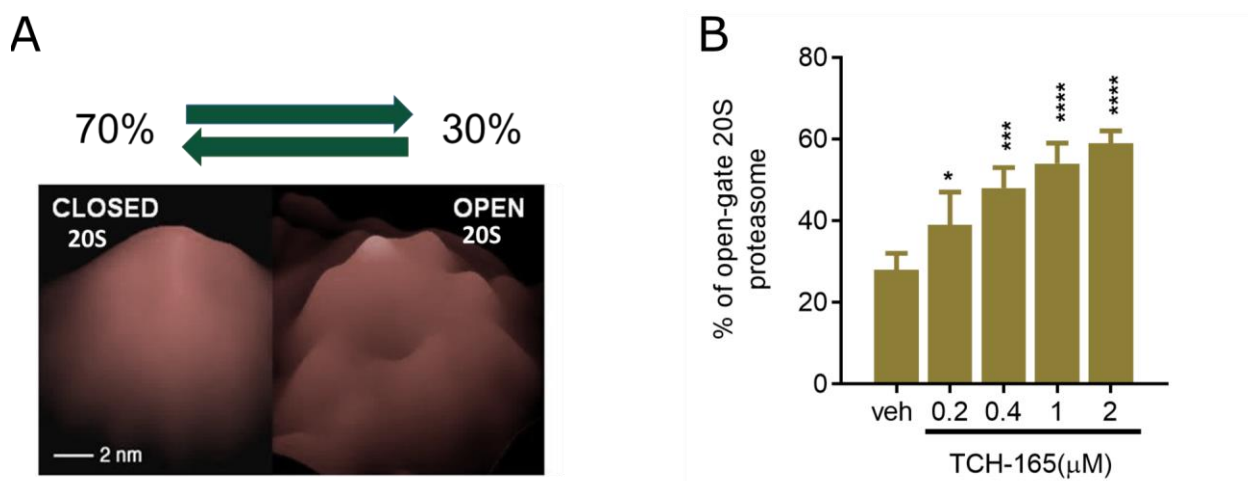 A
70%
30%
CLOSED
20S
OPEN
20S
2 nm
B
% of open-gate 20S
proteasome
80
60
40
20
0
*
***
****
****
veh 0.2 0.4 1 2
TCH-165(μM)